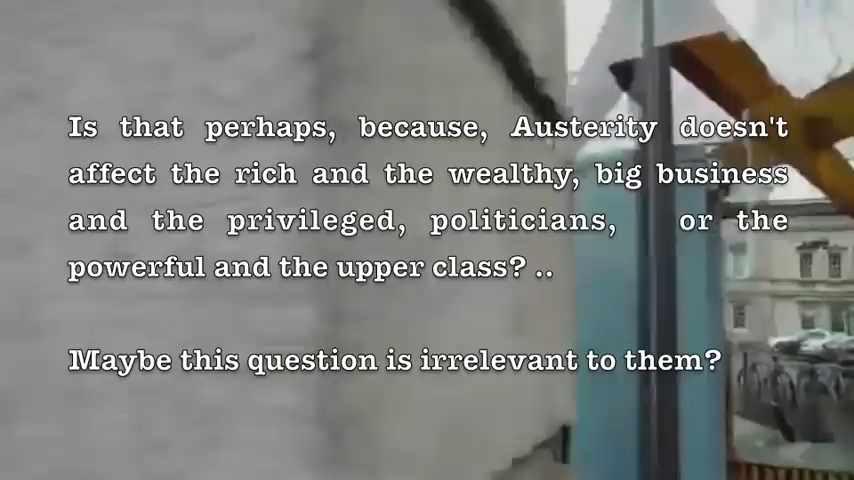 Is that perhaps, because, Austerity doesn't
affect the rich and the wealthy, big business
and the privileged, politicians, or the
powerful and the upper class? ..
Maybe this question is irrelevant to them?